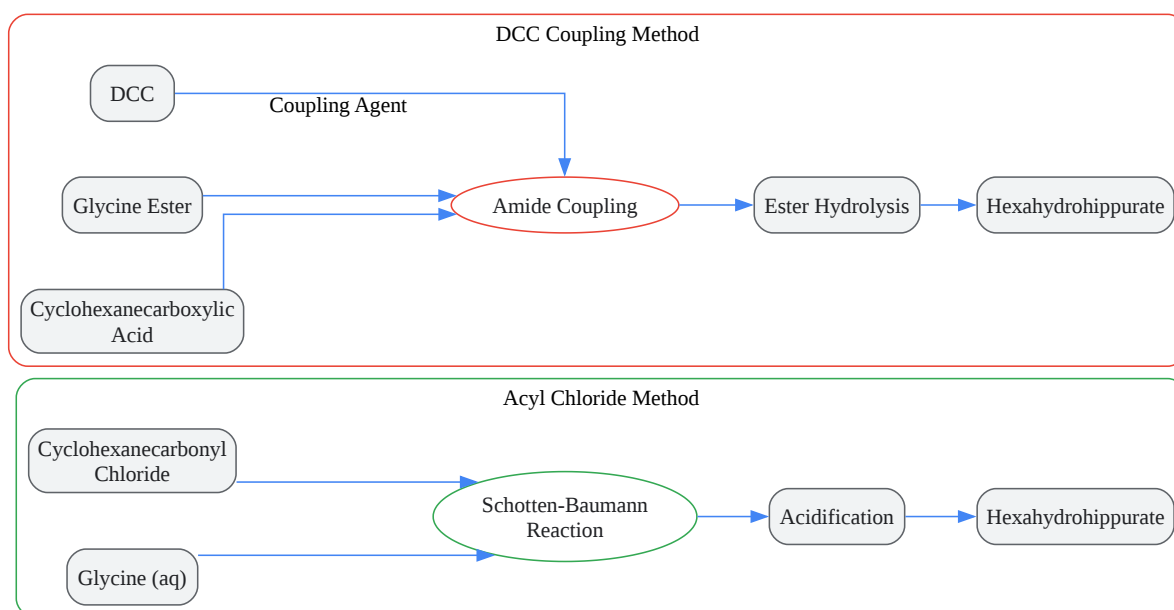 DCC Coupling Method
DCC
Coupling Agent
Glycine Ester
Amide Coupling
Ester Hydrolysis
Hexahydrohippurate
Cyclohexanecarboxylic
Acid
Acyl Chloride Method
Cyclohexanecarbonyl
Chloride
Schotten-Baumann
Reaction
Acidification
Hexahydrohippurate
Glycine (aq)